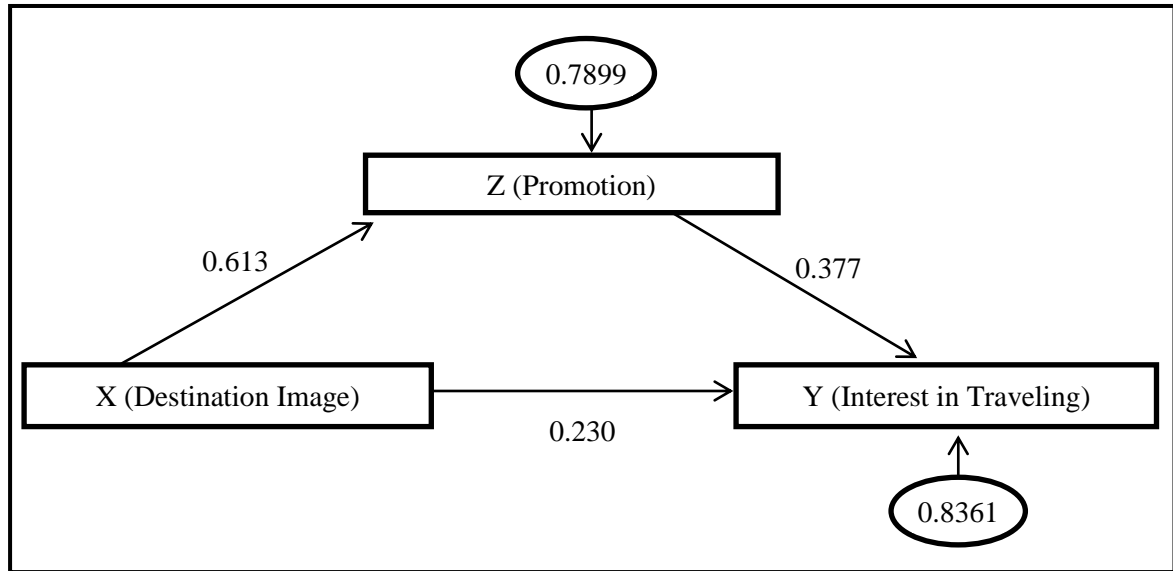 0.7899
Z (Promotion)
0.613
0.377
X (Destination Image)
Y (Interest in Traveling)
0.230
0.8361